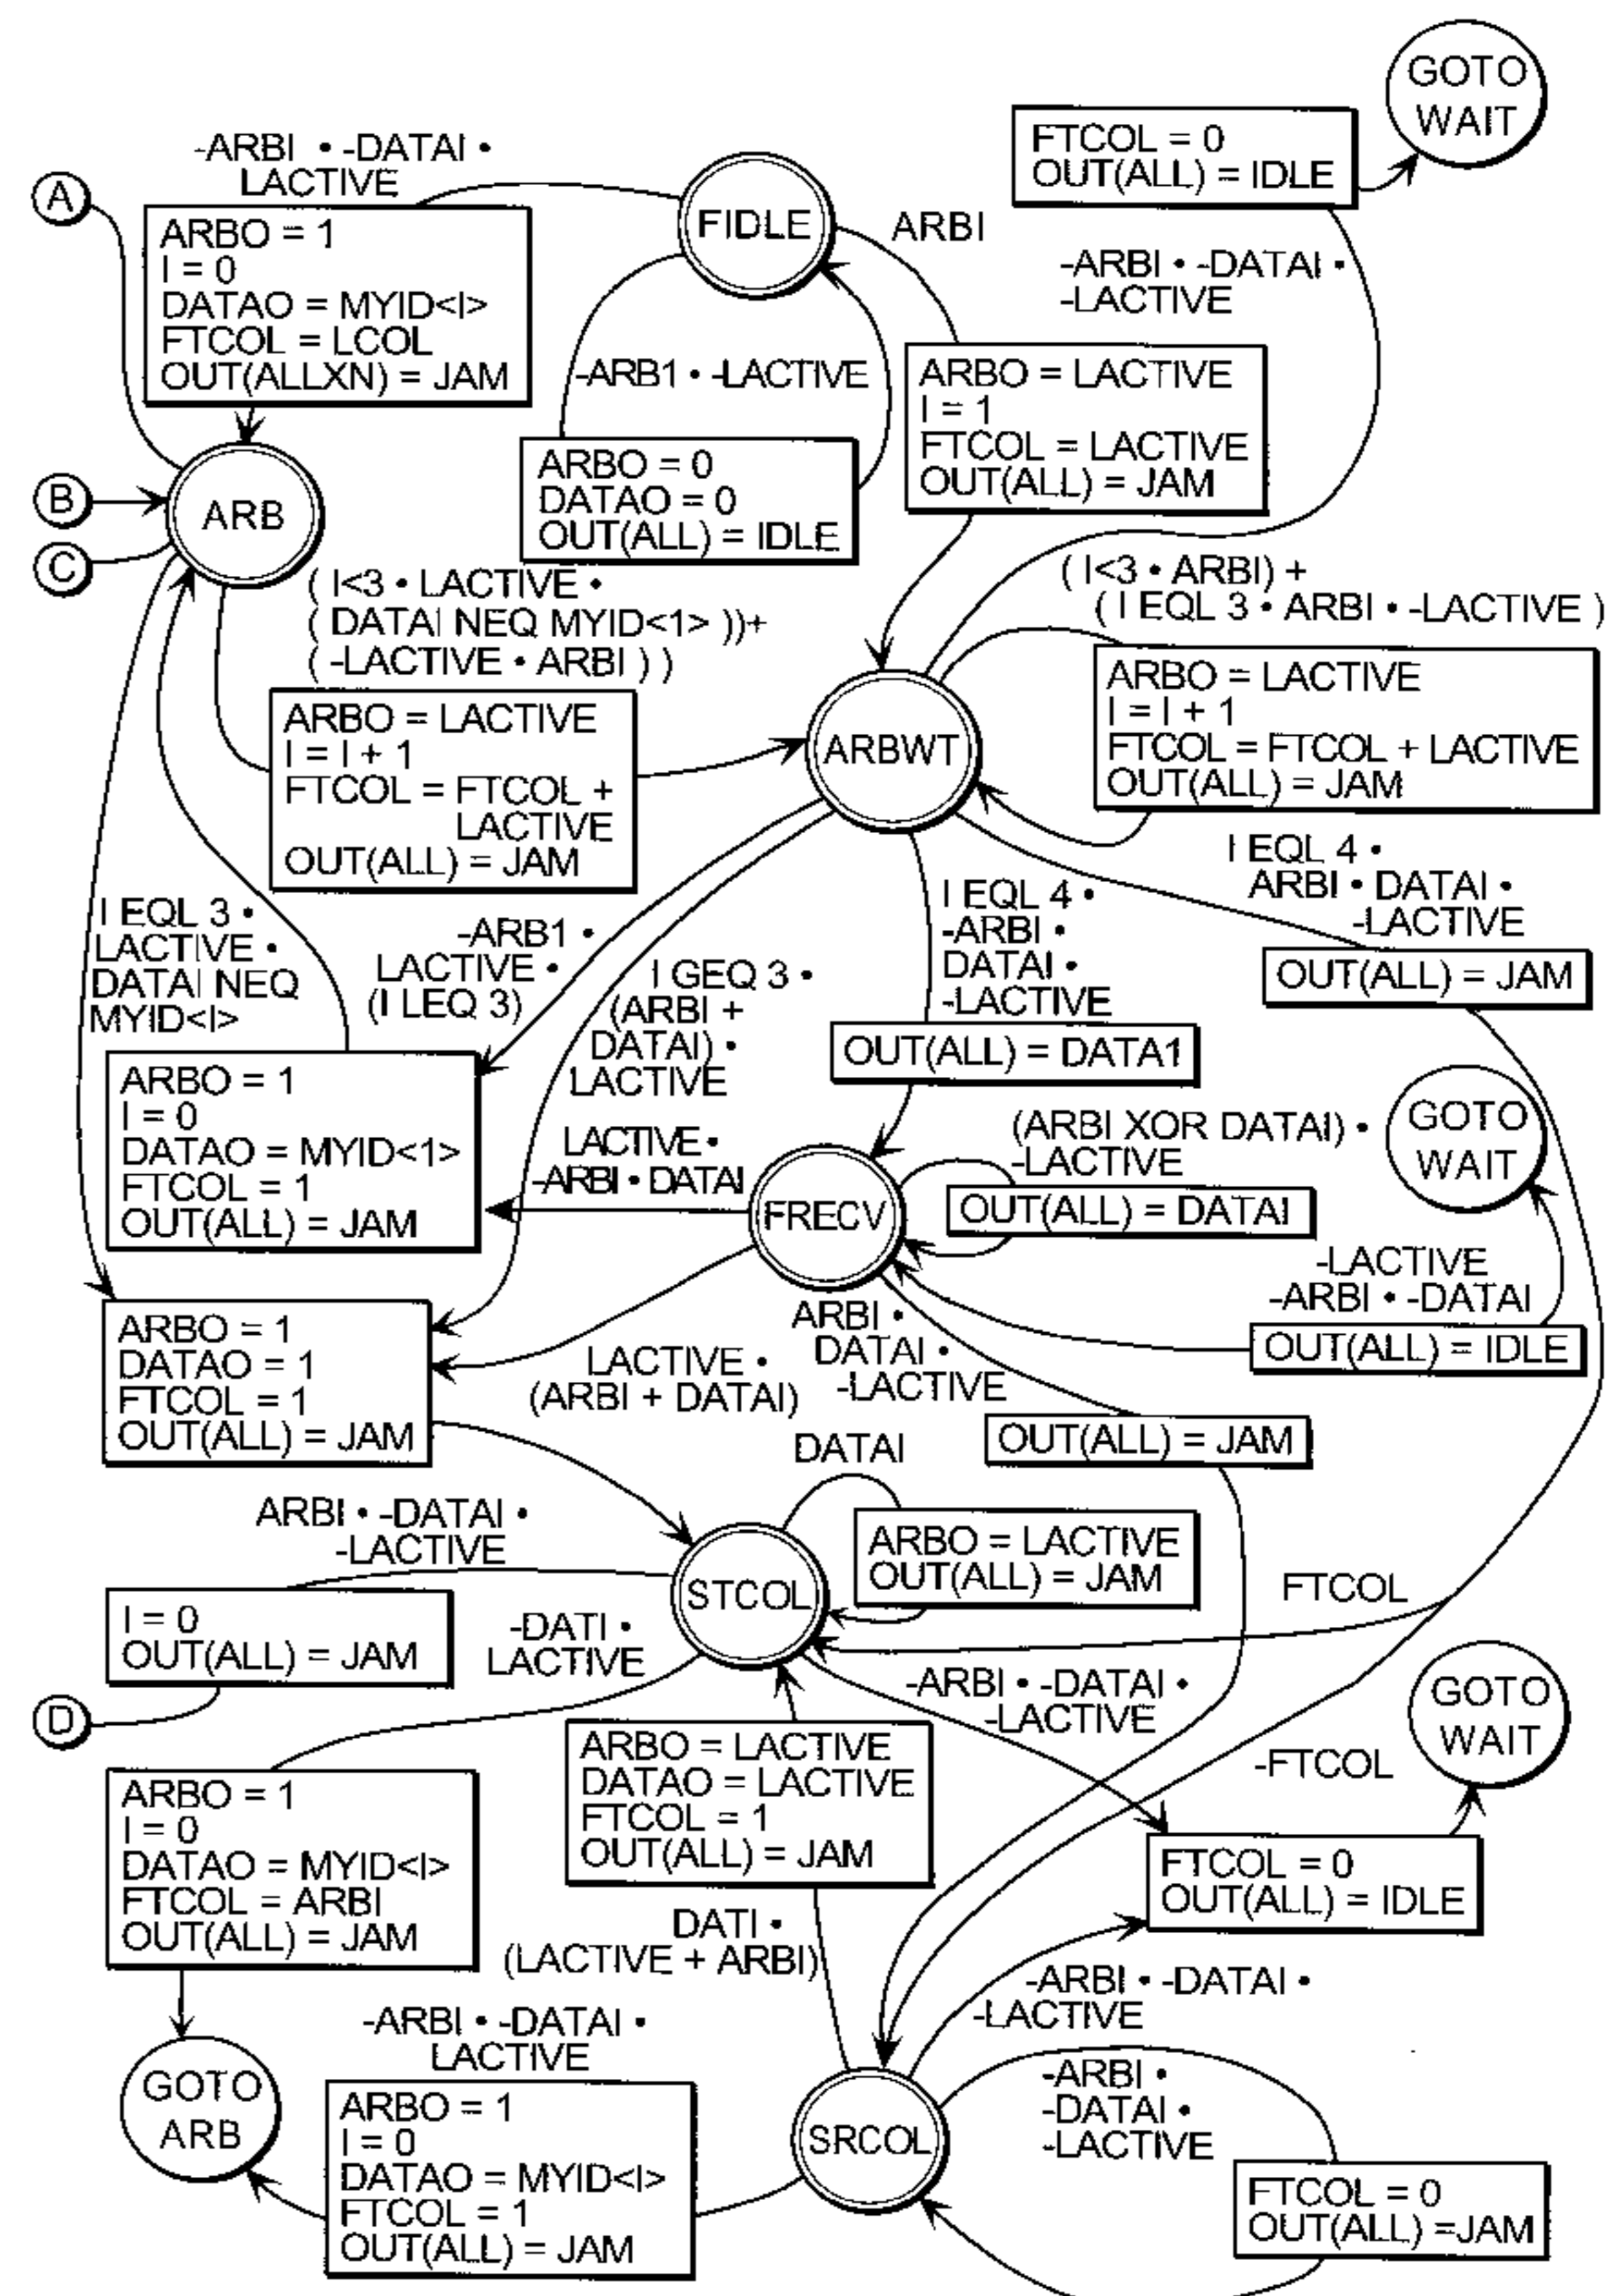 GOTO
WAIT
FTCOL = 0
OUT(ALL) = IDLE
-ARBI • -DATAI •
LACTIVE
A
FIDLE
ARBI
ARBO = 1
I = 0
DATAO = MYID<I>
FTCOL = LCOL
OUT(ALLXN) = JAM
-ARBI • -DATAI •
-LACTIVE
-ARB1 • -LACTIVE
ARBO = LACTIVE
I = 1
FTCOL = LACTIVE
OUT(ALL) = JAM
ARBO = 0
DATAO = 0
OUT(ALL) = IDLE
B
ARB
C
( I<3 • LACTIVE •
( DATAI NEQ MYID<1> ))+
( -LACTIVE • ARBI ) )
( I<3 • ARBI) +
( I EQL 3 • ARBI • -LACTIVE )
ARBO = LACTIVE
I = I + 1
FTCOL = FTCOL + LACTIVE
OUT(ALL) = JAM
ARBO = LACTIVE
I = I + 1
FTCOL = FTCOL +
LACTIVE
OUT(ALL) = JAM
ARBWT
I EQL 4 •
ARBI • DATAI •
-LACTIVE
OUT(ALL) = JAM
I EQL 3 •
LACTIVE •
DATAI NEQ
MYID<I>
-ARB1 •
LACTIVE •
(I LEQ 3)
I GEQ 3 •
(ARBI +
DATAI) •
LACTIVE
I EQL 4 •
-ARBI •
DATAI •
-LACTIVE
OUT(ALL) = DATA1
ARBO = 1
I = 0
DATAO = MYID<1>
FTCOL = 1
OUT(ALL) = JAM
LACTIVE •
-ARBI • DATAI
FRECV
(ARBI XOR DATAI) •
-LACTIVE
OUT(ALL) = DATAI
GOTO
WAIT
-LACTIVE
-ARBI • -DATAI
OUT(ALL) = IDLE
ARBO = 1
DATAO = 1
FTCOL = 1
OUT(ALL) = JAM
LACTIVE •
(ARBI + DATAI)
ARBI •
DATAI •
-LACTIVE
OUT(ALL) = JAM
DATAI
ARBO = LACTIVE
OUT(ALL) = JAM
ARBI • -DATAI •
-LACTIVE
STCOL
FTCOL
I = 0
OUT(ALL) = JAM
-DATI •
LACTIVE
D
-ARBI • -DATAI •
-LACTIVE
GOTO
WAIT
-FTCOL
ARBO = LACTIVE
DATAO = LACTIVE
FTCOL = 1
OUT(ALL) = JAM
ARBO = 1
I = 0
DATAO = MYID<I>
FTCOL = ARBI
OUT(ALL) = JAM
FTCOL = 0
OUT(ALL) = IDLE
DATI •
(LACTIVE + ARBI)
-ARBI • -DATAI •
-LACTIVE
-ARBI • -DATAI •
LACTIVE
GOTO
ARB
ARBO = 1
I = 0
DATAO = MYID<I>
FTCOL = 1
OUT(ALL) = JAM
SRCOL
-ARBI •
-DATAI •
-LACTIVE
FTCOL = 0
OUT(ALL) =JAM